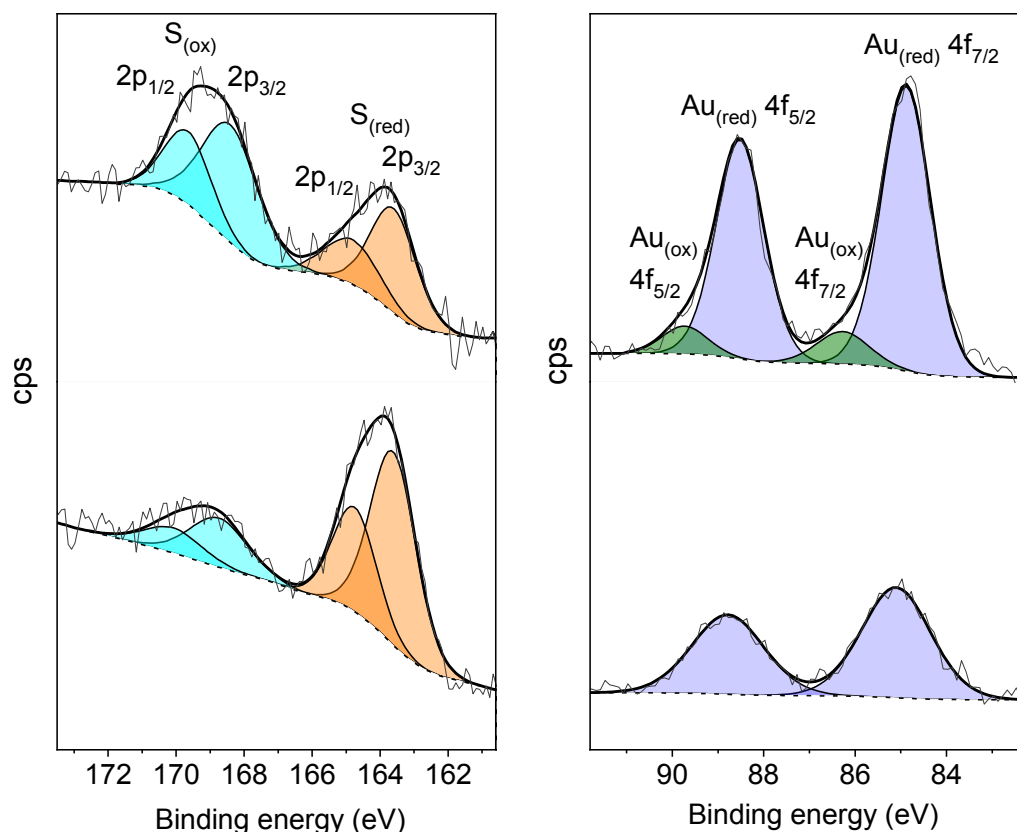 S(ox)
2p1/2 2p3/2
S(red)
2p1/2
2p3/2
cps
172 170 168 166 164 162
Binding energy (eV)
Au(red) 4f7/2
Au(red) 4f5/2
Au(ox)
4f5/2
Au(ox)
4f7/2
cps
90 88 86 84
Binding energy (eV)